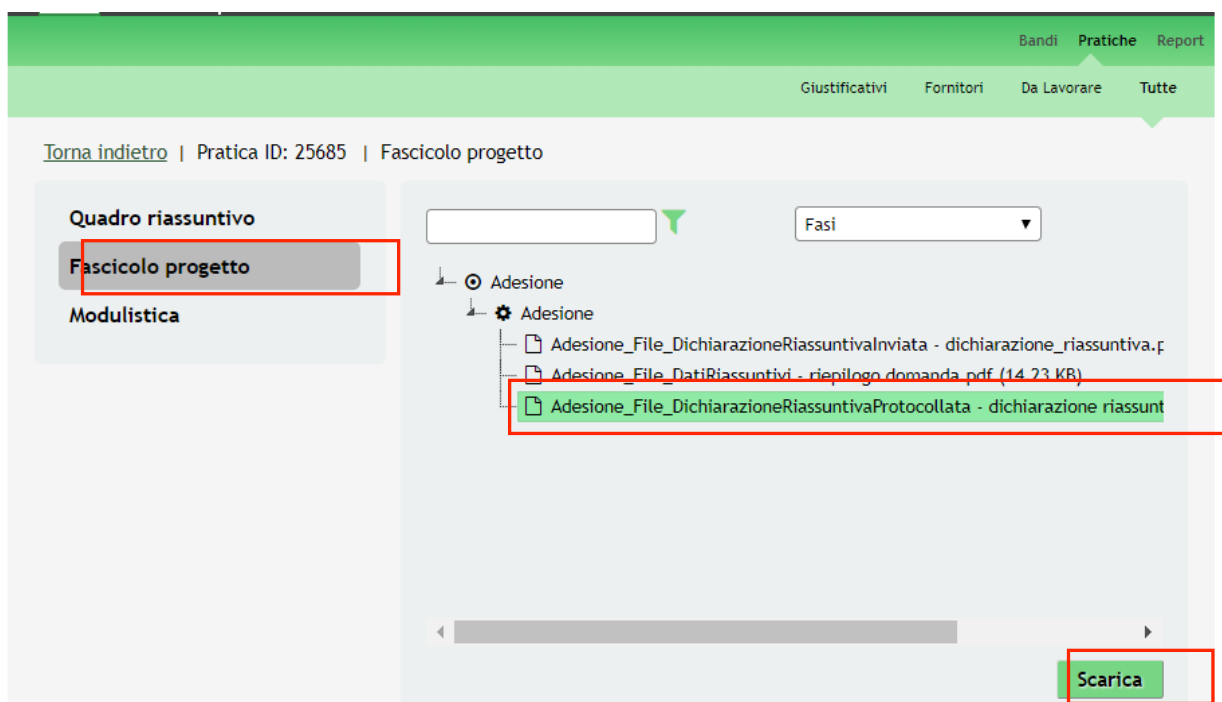 Bandi Pratiche Report
Giustificativi Fornitori Da Lavorare Tutte
Torna indietro | Pratica ID: 25685 | Fascicolo progetto
Quadro riassuntivo
Fascicolo progetto
Modulistica
Fasi
Adesione
Adesione
Adesione_File_DichiarazioneRiassuntivaInviata - dichiarazione_riassuntiva.p
Adesione_File_DatiRiassuntivi - riepilogo domanda.pdf (14.23 KB)
Adesione_File_DichiarazioneRiassuntivaProtocollata - dichiarazione riassunt
Scarica